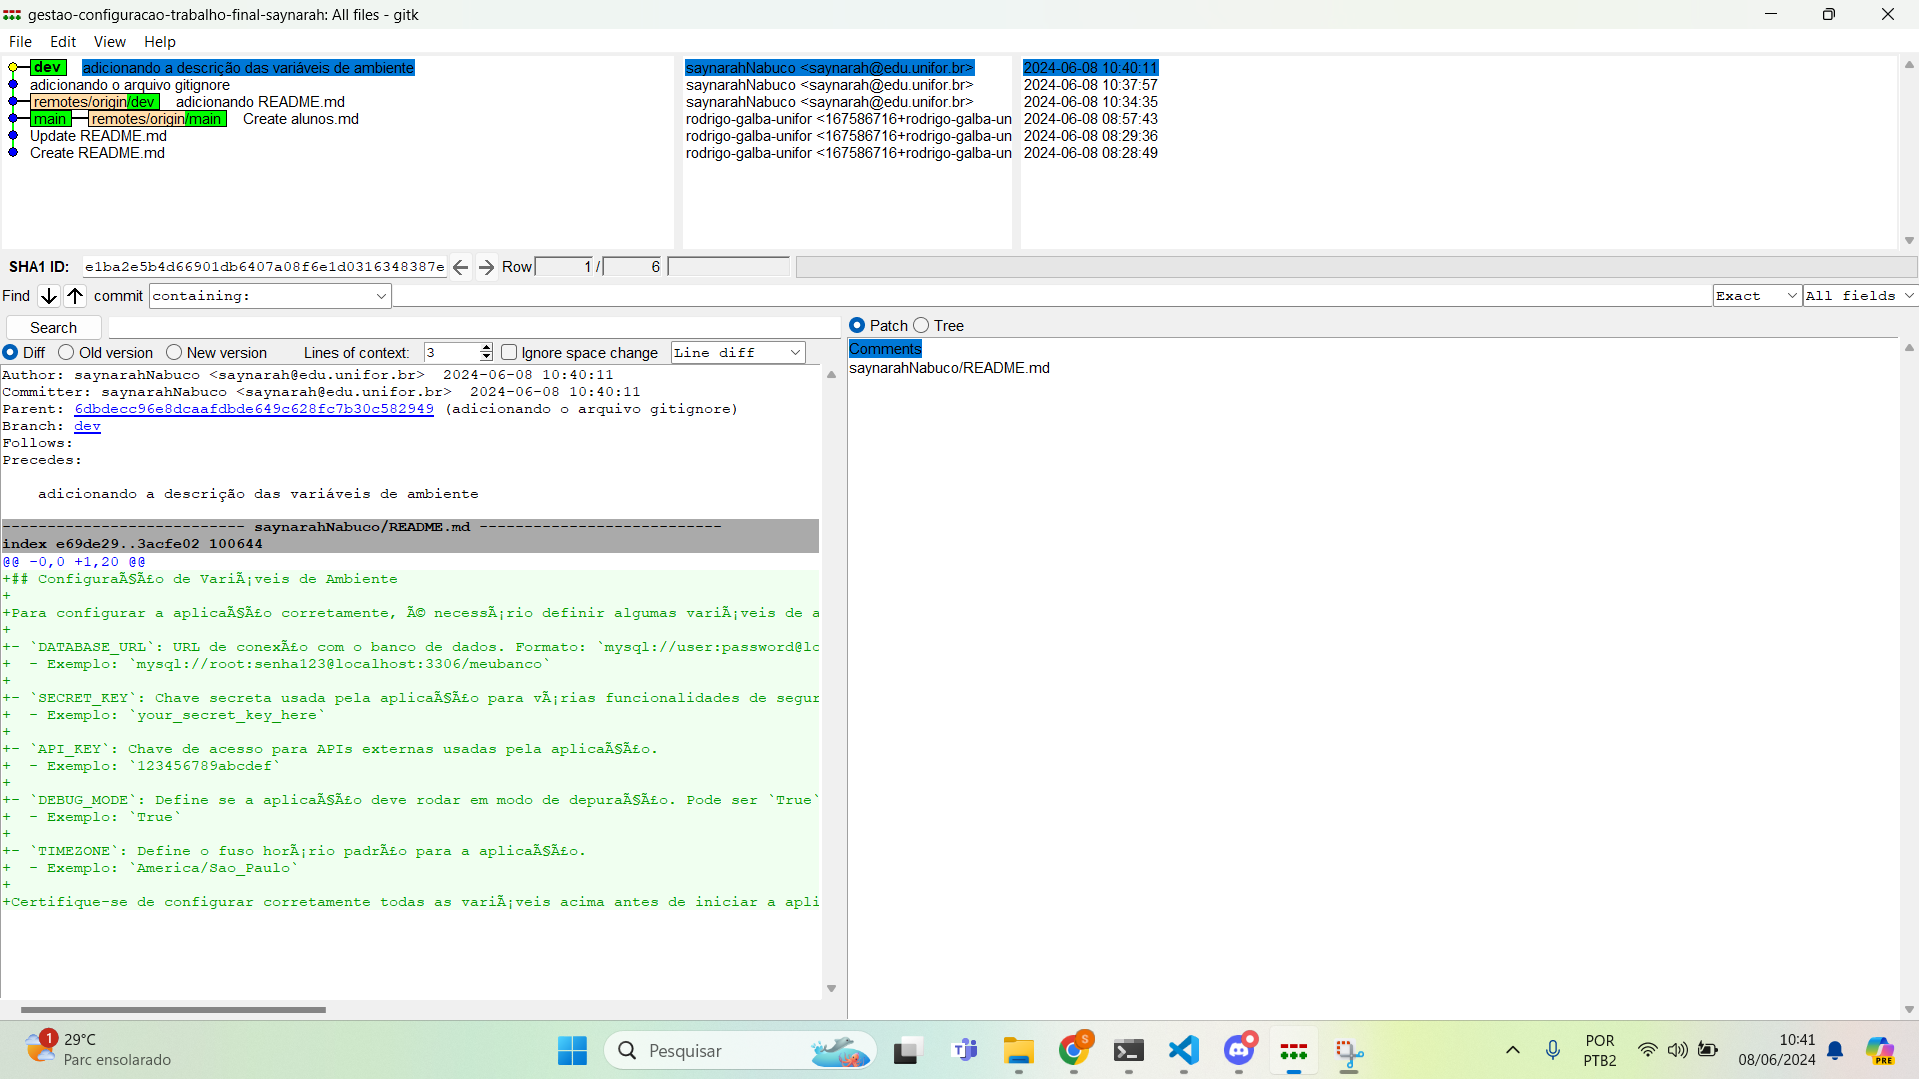 gestao-configuracao-trabalho-final-saynarah: All files - gitk
File Edit View Help
dev adicionando a descrição das variáveis de ambiente saynarahNabuco <saynarah@edu.unifor.br> 2024-06-08 10:40:11
adicionando o arquivo gitignore saynarahNabuco <saynarah@edu.unifor.br> 2024-06-08 10:37:57
remotes/origin/dev adicionando README.md saynarahNabuco <saynarah@edu.unifor.br> 2024-06-08 10:34:35
main remotes/origin/main Create alunos.md rodrigo-galba-unifor <167586716+rodrigo-galba-un 2024-06-08 08:57:43
Update README.md rodrigo-galba-unifor <167586716+rodrigo-galba-un 2024-06-08 08:29:36
Create README.md rodrigo-galba-unifor <167586716+rodrigo-galba-un 2024-06-08 08:28:49
SHA1 ID: e1ba2e5b4d66901db6407a08f6e1d0316348387e Row 1 / 6
Find commit containing: Exact All fields
Search
Patch Tree
Diff Old version New version Lines of context: 3 Ignore space change Line diff
Comments
saynarahNabuco/README.md
Author: saynarahNabuco <saynarah@edu.unifor.br> 2024-06-08 10:40:11
Committer: saynarahNabuco <saynarah@edu.unifor.br> 2024-06-08 10:40:11
Parent: 6dbdecc96e8dcaafdbde649c628fc7b30c582949 (adicionando o arquivo gitignore)
Branch: dev
Follows:
Precedes:
adicionando a descrição das variáveis de ambiente
--------------------------- saynarahNabuco/README.md ---------------------------
index e69de29..3acfe02 100644
@@ -0,0 +1,20 @@
+## ConfiguraÃ§Ã£o de VariÃ¡veis de Ambiente
+
+Para configurar a aplicaÃ§Ã£o corretamente, Ã© necessÃ¡rio definir algumas variÃ¡veis de a
+
+- `DATABASE_URL`: URL de conexÃ£o com o banco de dados. Formato: `mysql://user:password@lo
+  - Exemplo: `mysql://root:senha123@localhost:3306/meubanco`
+
+- `SECRET_KEY`: Chave secreta usada pela aplicaÃ§Ã£o para vÃ¡rias funcionalidades de segur
+  - Exemplo: `your_secret_key_here`
+
+- `API_KEY`: Chave de acesso para APIs externas usadas pela aplicaÃ§Ã£o.
+  - Exemplo: `123456789abcdef`
+
+- `DEBUG_MODE`: Define se a aplicaÃ§Ã£o deve rodar em modo de depuraÃ§Ã£o. Pode ser `True`
+  - Exemplo: `True`
+
+- `TIMEZONE`: Define o fuso horÃ¡rio padrÃ£o para a aplicaÃ§Ã£o.
+  - Exemplo: `America/Sao_Paulo`
+
+Certifique-se de configurar corretamente todas as variÃ¡veis acima antes de iniciar a apli
1
29°C
Parc ensolarado
Pesquisar
S
POR
PTB2
10:41
08/06/2024
PRE